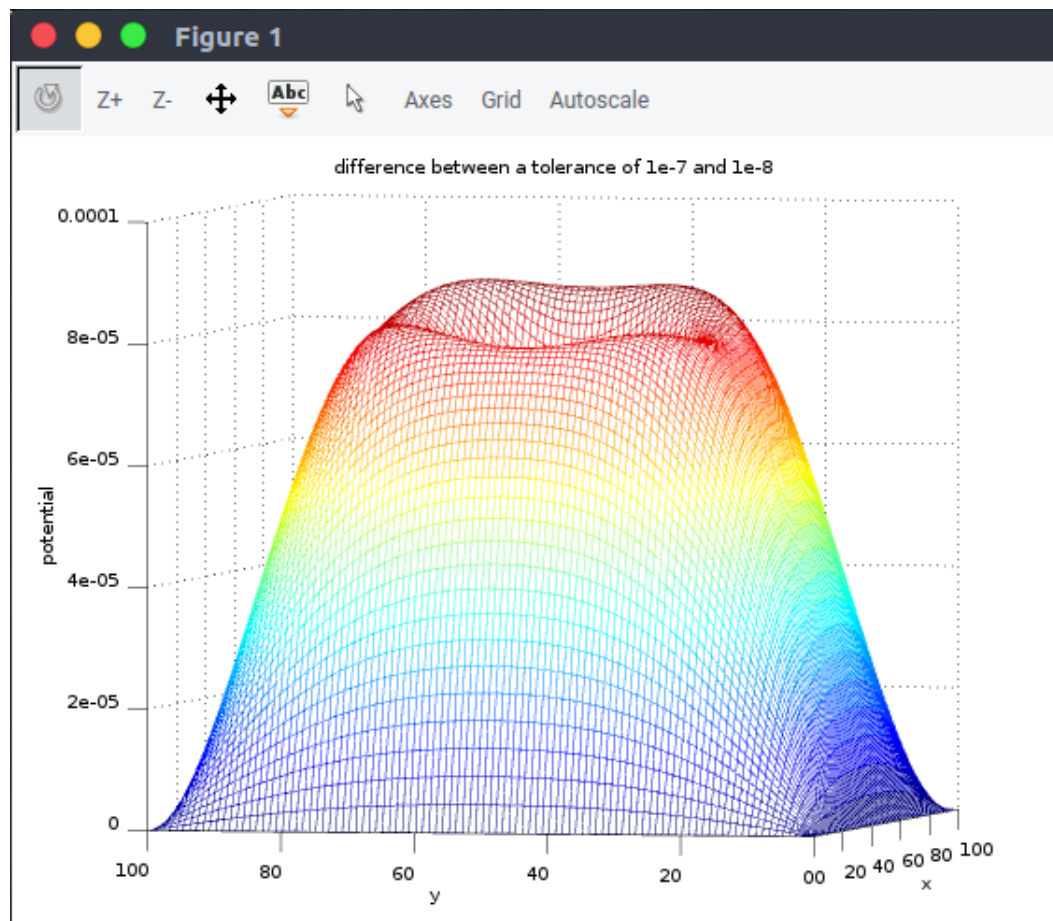 Figure 1
Z+ Z- Abc Axes Grid Autoscale
difference between a tolerance of 1e-7 and 1e-8
0.0001
8e-05
6e-05
potential
4e-05
2e-05
0
100 80 60 40 20 00 20 40 60 80 100
y x